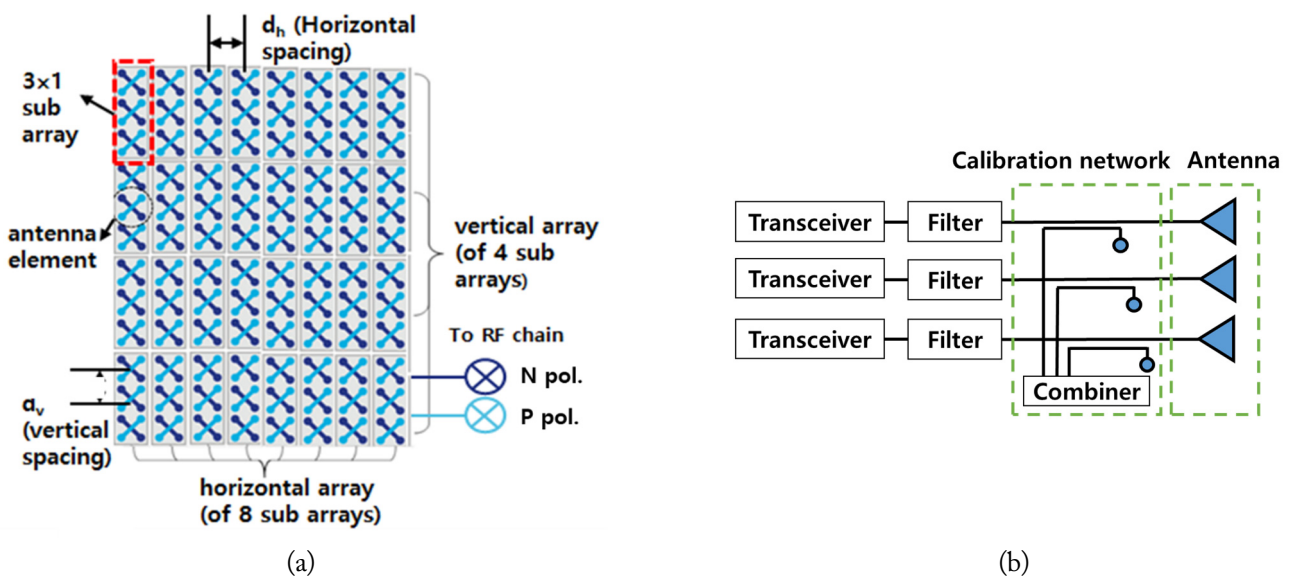 dh (Horizontal
spacing)
3×1
sub
array
antenna
element
vertical array
(of 4 sub
arrays)
To RF chain
N pol.
P pol.
av
(vertical
spacing)
horizontal array
(of 8 sub arrays)
(a)
Calibration network
Antenna
Transceiver
Filter
Transceiver
Filter
Transceiver
Filter
Combiner
(b)